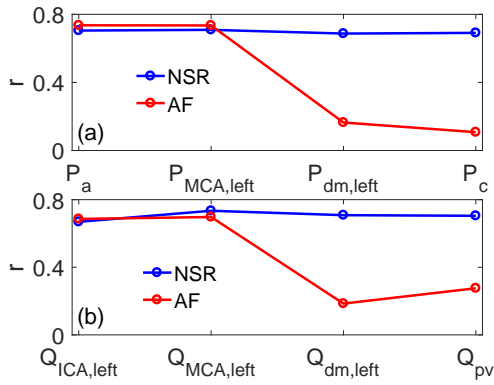 0.8
r
0.4
NSR
AF
(a)
0
P_a P_MCA,left P_dm,left P_c
0.8
r
0.4
NSR
AF
(b)
0
Q_ICA,left Q_MCA,left Q_dm,left Q_pv